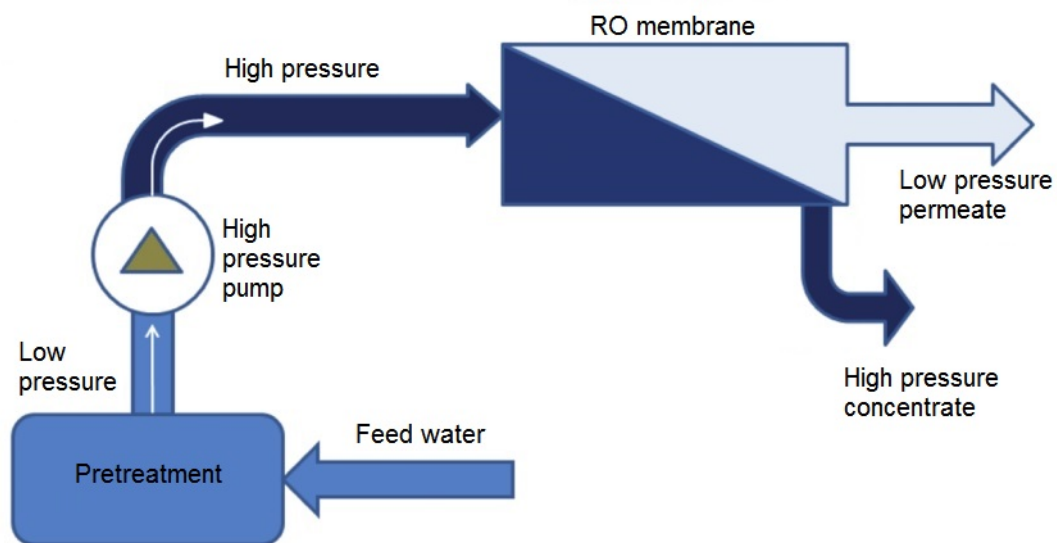 RO membrane
High pressure
Low pressure
permeate
High
pressure
pump
Low
pressure
High pressure
concentrate
Feed water
Pretreatment